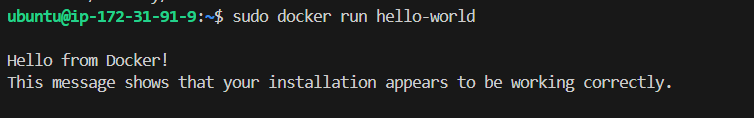 ubuntu@ip-172-31-91-9:~$ sudo docker run hello-world
Hello from Docker!
This message shows that your installation appears to be working correctly.